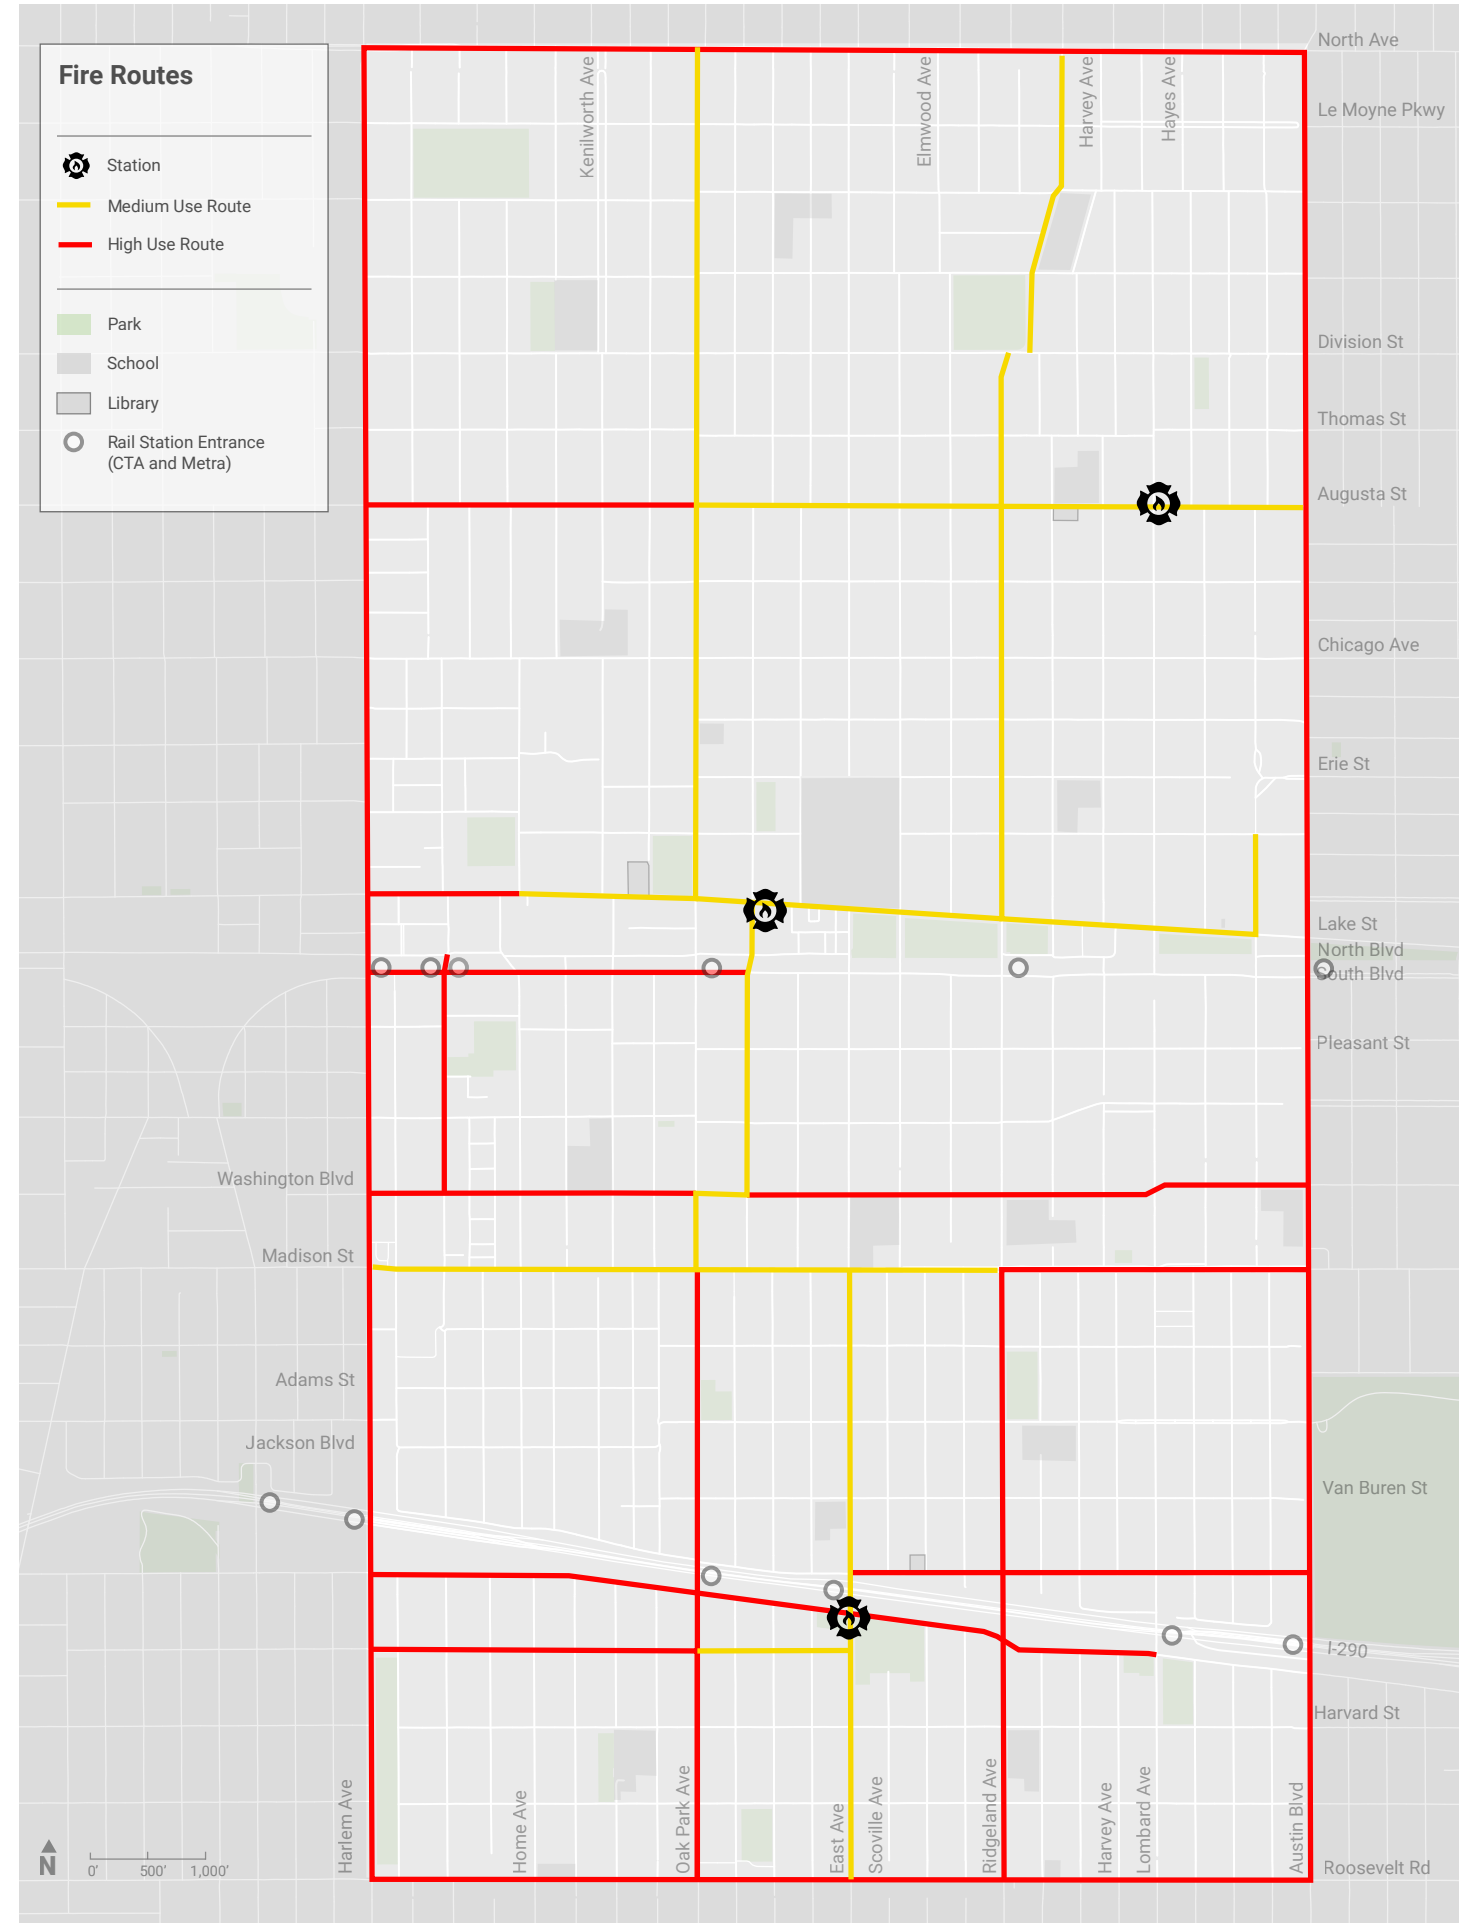 Fire Routes
Station
Medium Use Route
High Use Route
Park
School
Library
Rail Station Entrance
(CTA and Metra)
Kenilworth Ave
Elmwood Ave
Harvey Ave
Hayes Ave
North Ave
Le Moyne Pkwy
Division St
Thomas St
Augusta St
Chicago Ave
Erie St
Lake St
North Blvd
South Blvd
Pleasant St
Washington Blvd
Madison St
Adams St
Jackson Blvd
Van Buren St
I-290
Harvard St
Roosevelt Rd
Harlem Ave
Home Ave
Oak Park Ave
East Ave
Scoville Ave
Ridgeland Ave
Harvey Ave
Lombard Ave
Austin Blvd
N
0' 500' 1,000'